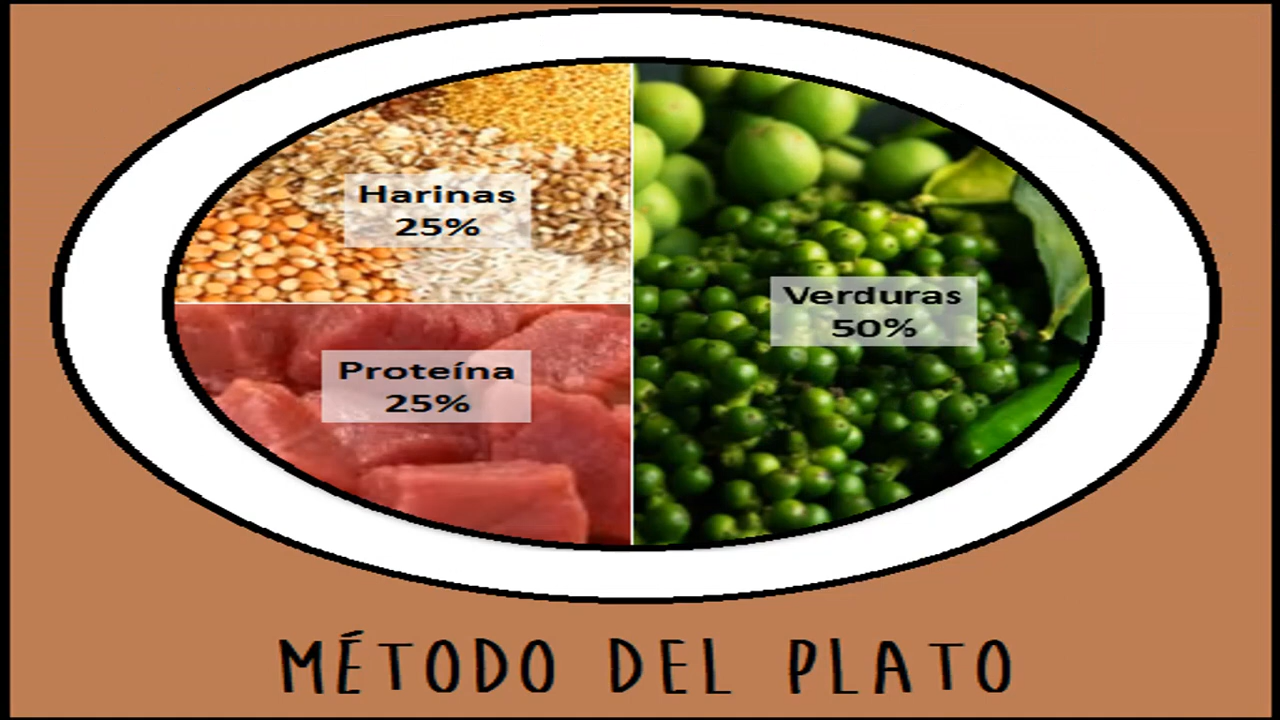 Harinas
25%
Verduras
50%
Proteína
25%
MÉTODO DEL PLATO